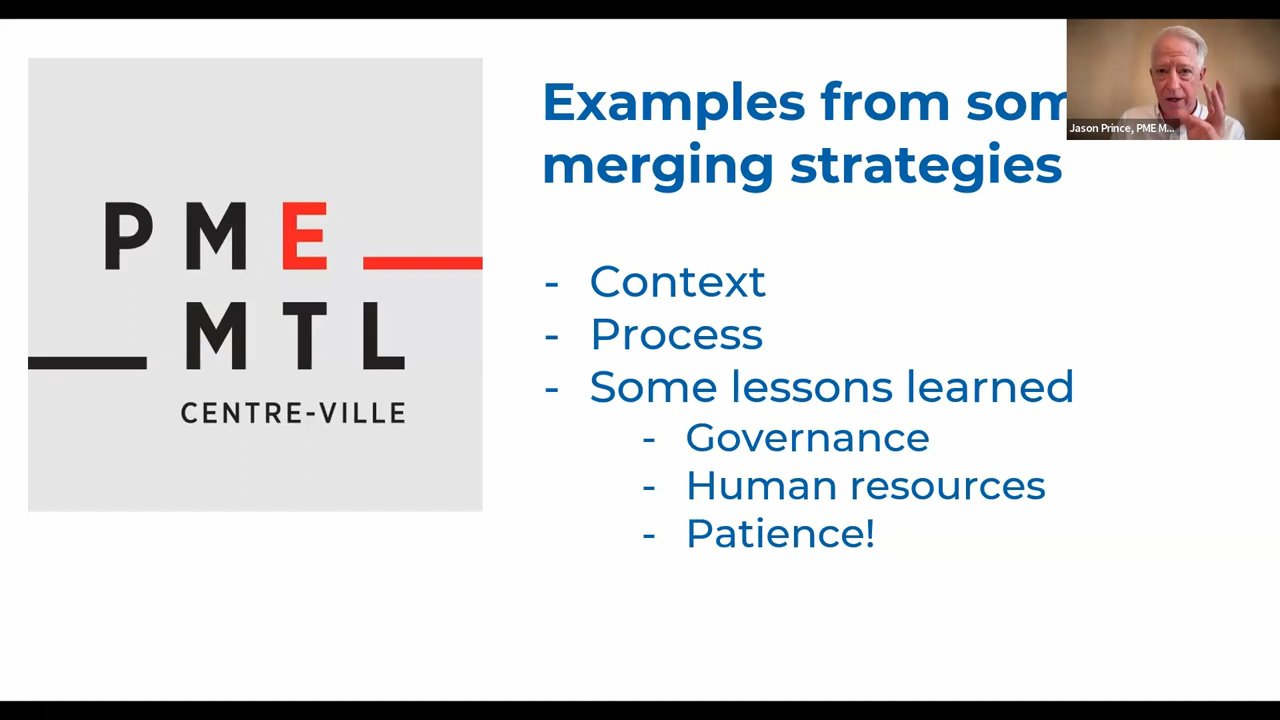 PME
MTL
CENTRE-VILLE
Examples from som
merging strategies
- Context
- Process
- Some lessons learned
- Governance
- Human resources
- Patience!
Jason Prince, PME M...